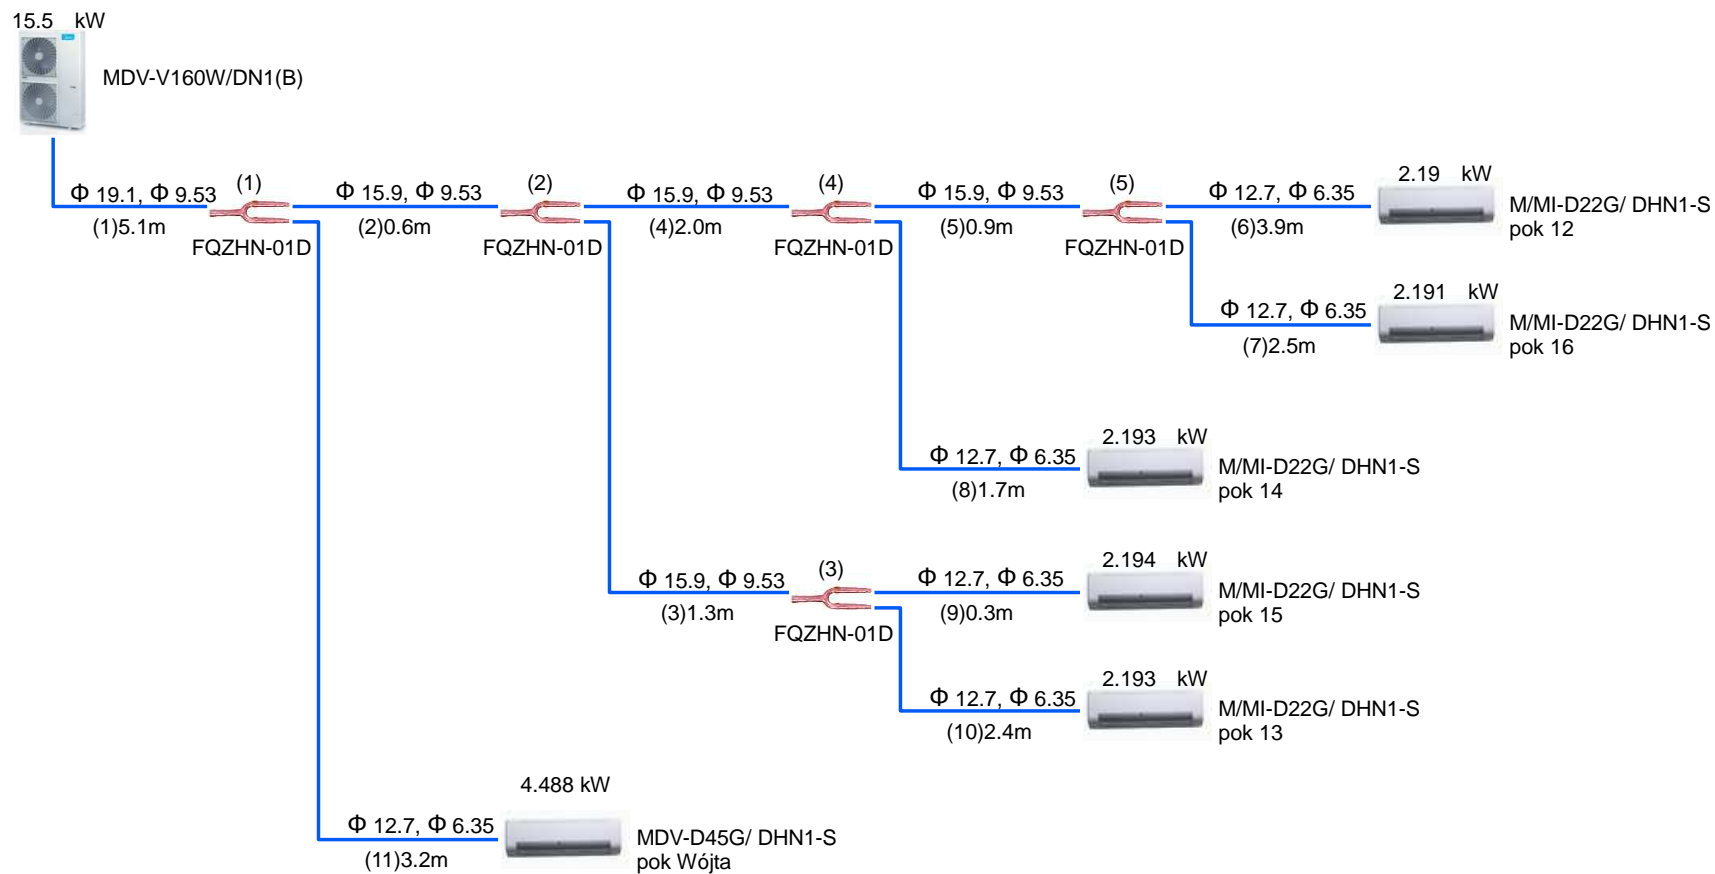 15.5 kW
MDV-V160W/DN1(B)
Φ 19.1, Φ 9.53
(1)5.1m
(1)
FQZHN-01D
Φ 15.9, Φ 9.53
(2)0.6m
(2)
FQZHN-01D
Φ 15.9, Φ 9.53
(4)2.0m
(4)
FQZHN-01D
Φ 15.9, Φ 9.53
(5)0.9m
(5)
FQZHN-01D
Φ 12.7, Φ 6.35
(6)3.9m
2.19 kW
M/MI-D22G/ DHN1-S
pok 12
Φ 12.7, Φ 6.35
(7)2.5m
2.191 kW
M/MI-D22G/ DHN1-S
pok 16
Φ 12.7, Φ 6.35
(8)1.7m
2.193 kW
M/MI-D22G/ DHN1-S
pok 14
Φ 15.9, Φ 9.53
(3)1.3m
(3)
FQZHN-01D
Φ 12.7, Φ 6.35
(9)0.3m
2.194 kW
M/MI-D22G/ DHN1-S
pok 15
Φ 12.7, Φ 6.35
(10)2.4m
2.193 kW
M/MI-D22G/ DHN1-S
pok 13
Φ 12.7, Φ 6.35
(11)3.2m
4.488 kW
MDV-D45G/ DHN1-S
pok Wójta